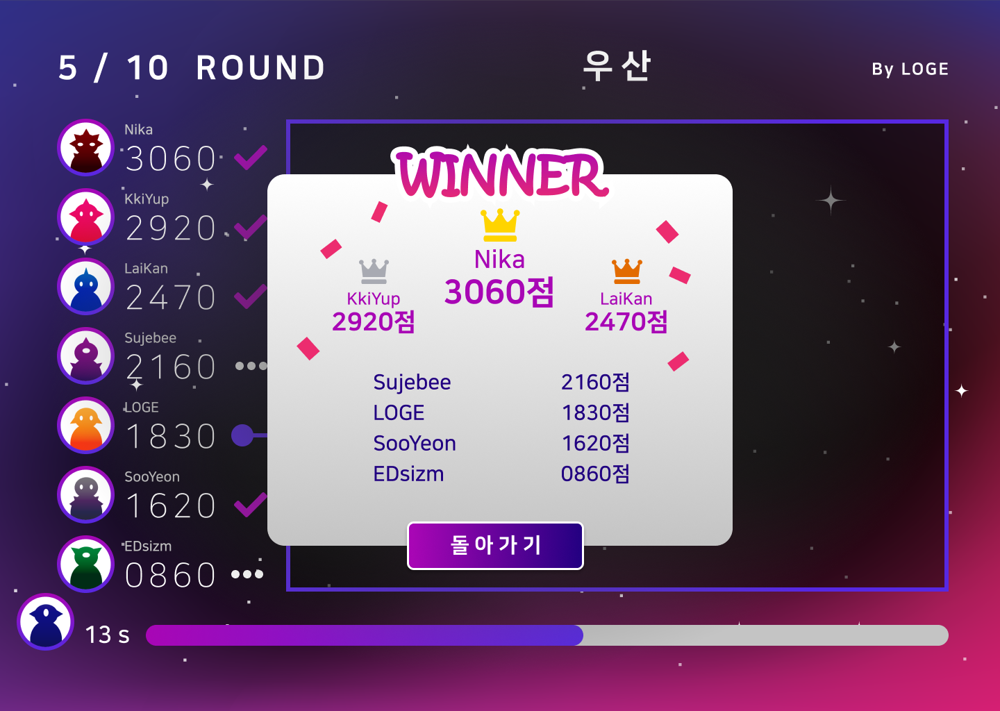 5 / 10 ROUND
우산
By LOGE
Nika
3060
KkiYup
2920
LaiKan
2470
Sujebee
2160
LOGE
1830
SooYeon
1620
EDsizm
0860
WINNER
Nika
3060점
KkiYup
2920점
LaiKan
2470점
Sujebee 2160점
LOGE 1830점
SooYeon 1620점
EDsizm 0860점
돌아가기
13 s